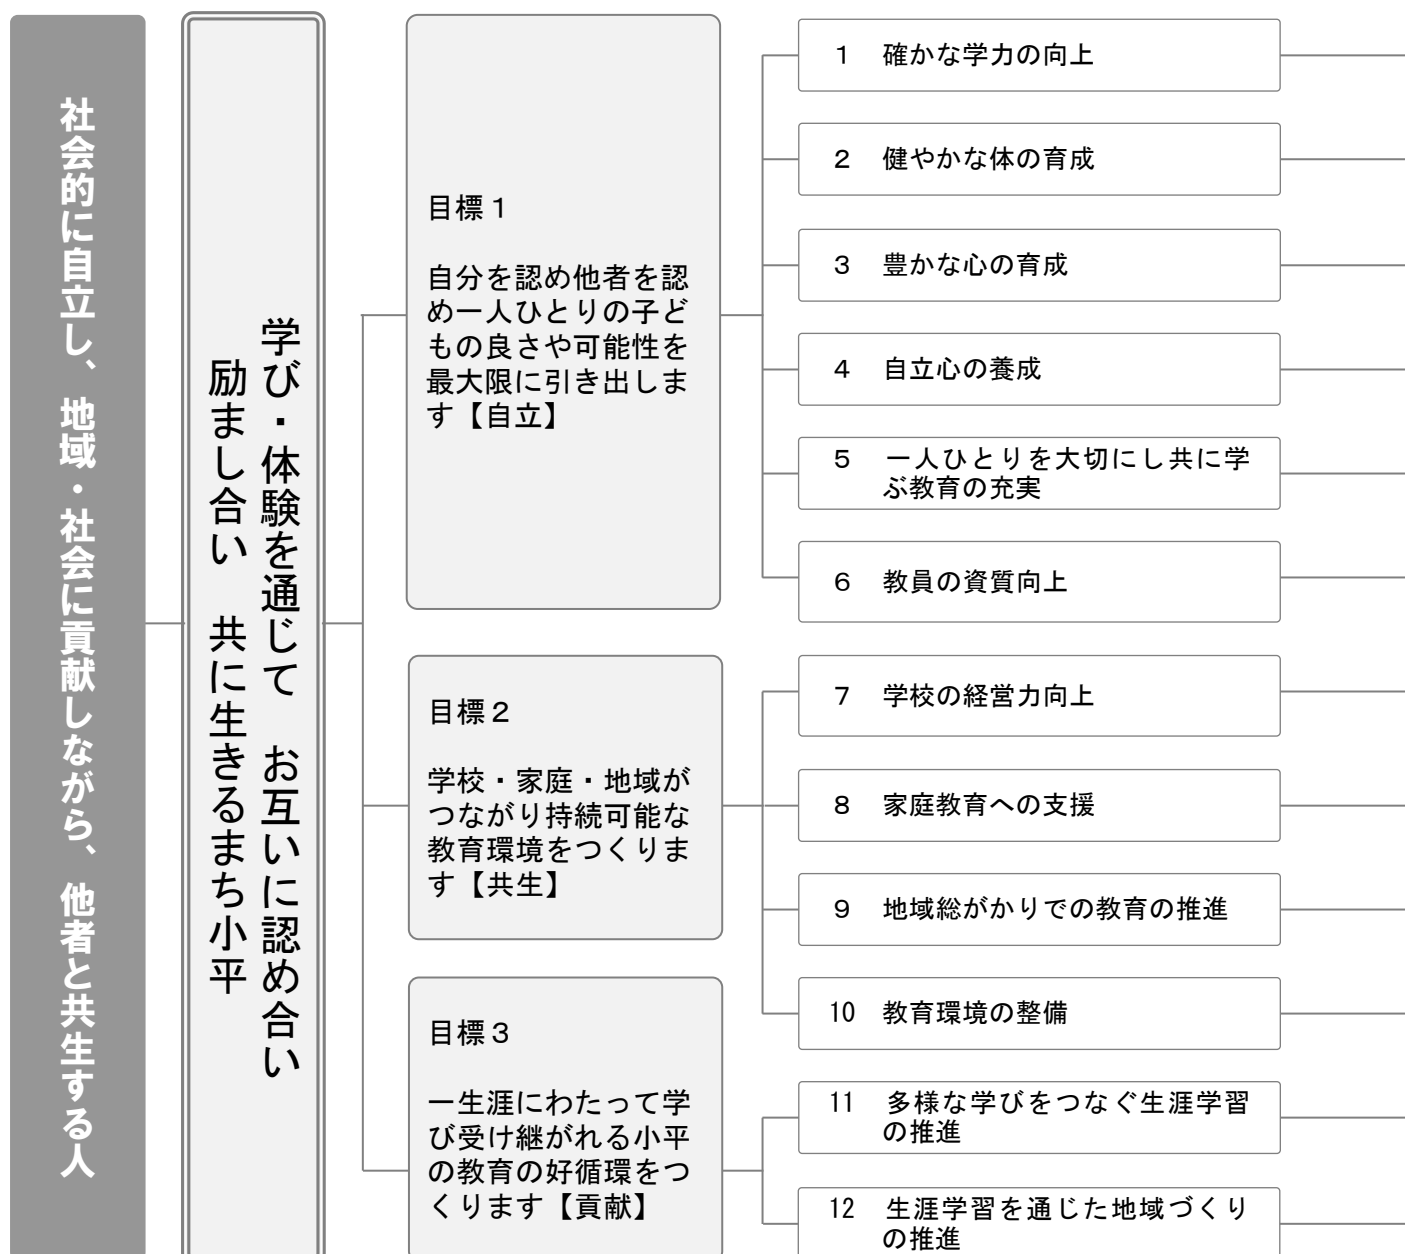 社会的に自立し、地域・社会に貢献しながら、他者と共生する人
学び・体験を通じて　お互いに認め合い
励まし合い　共に生きるまち小平
目標１
自分を認め他者を認
め一人ひとりの子ど
もの良さや可能性を
最大限に引き出しま
す【自立】
１　確かな学力の向上
２　健やかな体の育成
３　豊かな心の育成
４　自立心の養成
５　一人ひとりを大切にし共に学
ぶ教育の充実
６　教員の資質向上
目標２
学校・家庭・地域が
つながり持続可能な
教育環境をつくりま
す【共生】
７　学校の経営力向上
８　家庭教育への支援
９　地域総がかりでの教育の推進
10　教育環境の整備
目標３
一生涯にわたって学
び受け継がれる小平
の教育の好循環をつ
くります【貢献】
11　多様な学びをつなぐ生涯学習
の推進
12　生涯学習を通じた地域づくり
の推進